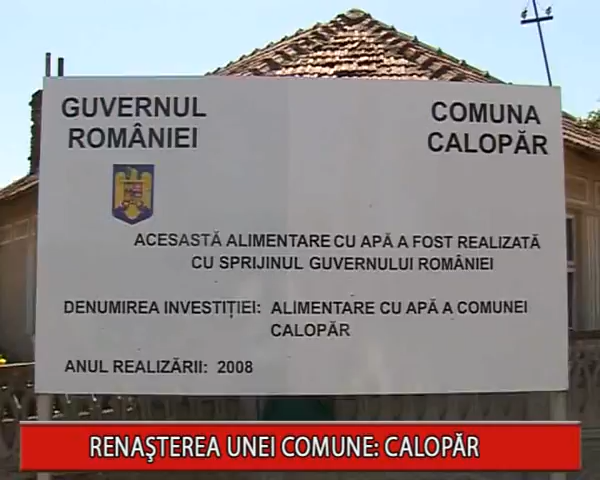 GUVERNUL
ROMÂNIEI
COMUNA
CALOPĂR
ACESASTĂ ALIMENTARE CU APĂ A FOST REALIZATĂ
CU SPRIJINUL GUVERNULUI ROMÂNIEI
DENUMIREA INVESTIȚIEI: ALIMENTARE CU APĂ A COMUNEI
CALOPĂR
ANUL REALIZĂRII: 2008
RENAŞTEREA UNEI COMUNE: CALOPĂR